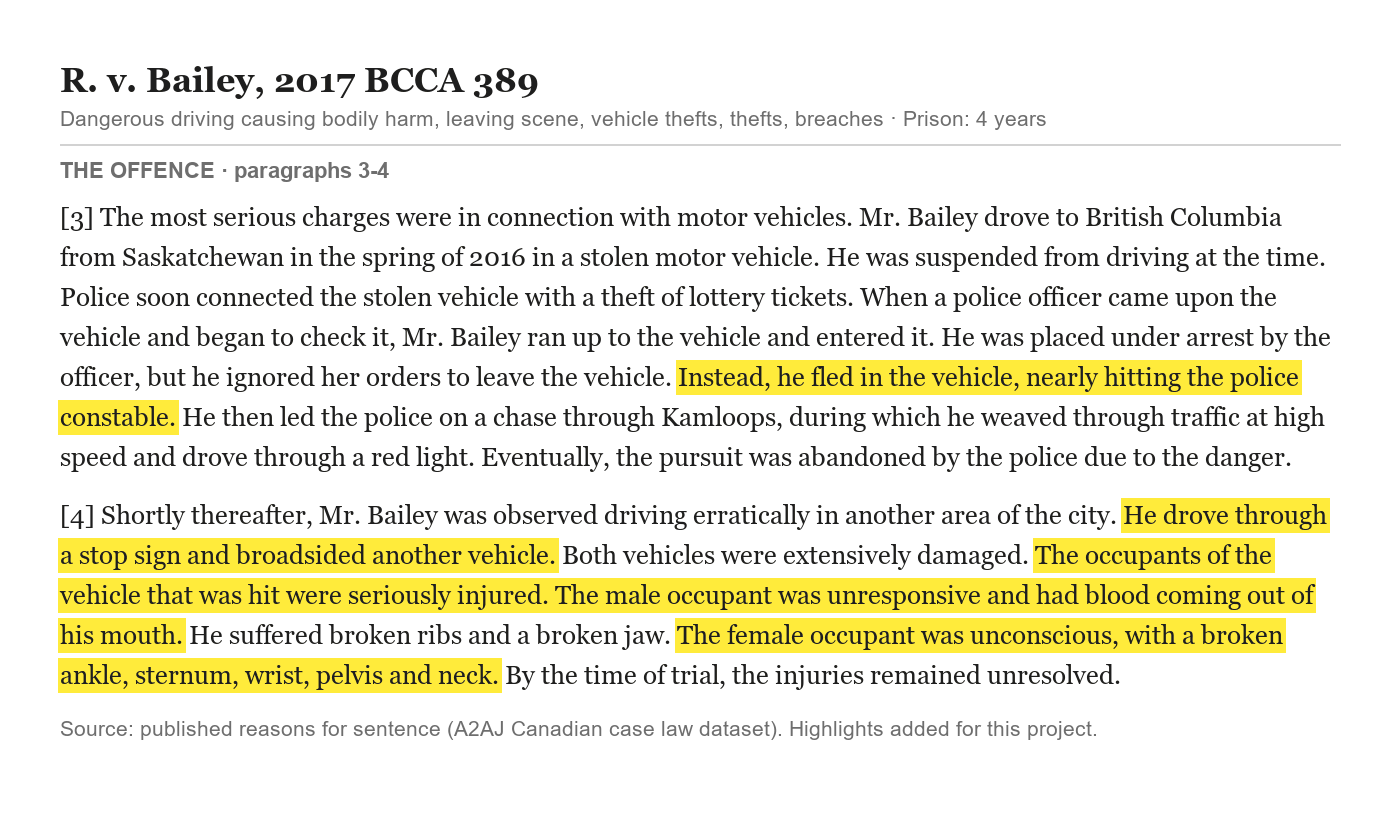 R. v. Bailey, 2017 BCCA 389
Dangerous driving causing bodily harm, leaving scene, vehicle thefts, thefts, breaches · Prison: 4 years
THE OFFENCE · paragraphs 3-4
[3] The most serious charges were in connection with motor vehicles. Mr. Bailey drove to British Columbia
from Saskatchewan in the spring of 2016 in a stolen motor vehicle. He was suspended from driving at the time.
Police soon connected the stolen vehicle with a theft of lottery tickets. When a police officer came upon the
vehicle and began to check it, Mr. Bailey ran up to the vehicle and entered it. He was placed under arrest by the
officer, but he ignored her orders to leave the vehicle. Instead, he fled in the vehicle, nearly hitting the police
constable. He then led the police on a chase through Kamloops, during which he weaved through traffic at high
speed and drove through a red light. Eventually, the pursuit was abandoned by the police due to the danger.
[4] Shortly thereafter, Mr. Bailey was observed driving erratically in another area of the city. He drove through
a stop sign and broadsided another vehicle. Both vehicles were extensively damaged. The occupants of the
vehicle that was hit were seriously injured. The male occupant was unresponsive and had blood coming out of
his mouth. He suffered broken ribs and a broken jaw. The female occupant was unconscious, with a broken
ankle, sternum, wrist, pelvis and neck. By the time of trial, the injuries remained unresolved.
Source: published reasons for sentence (A2AJ Canadian case law dataset). Highlights added for this project.